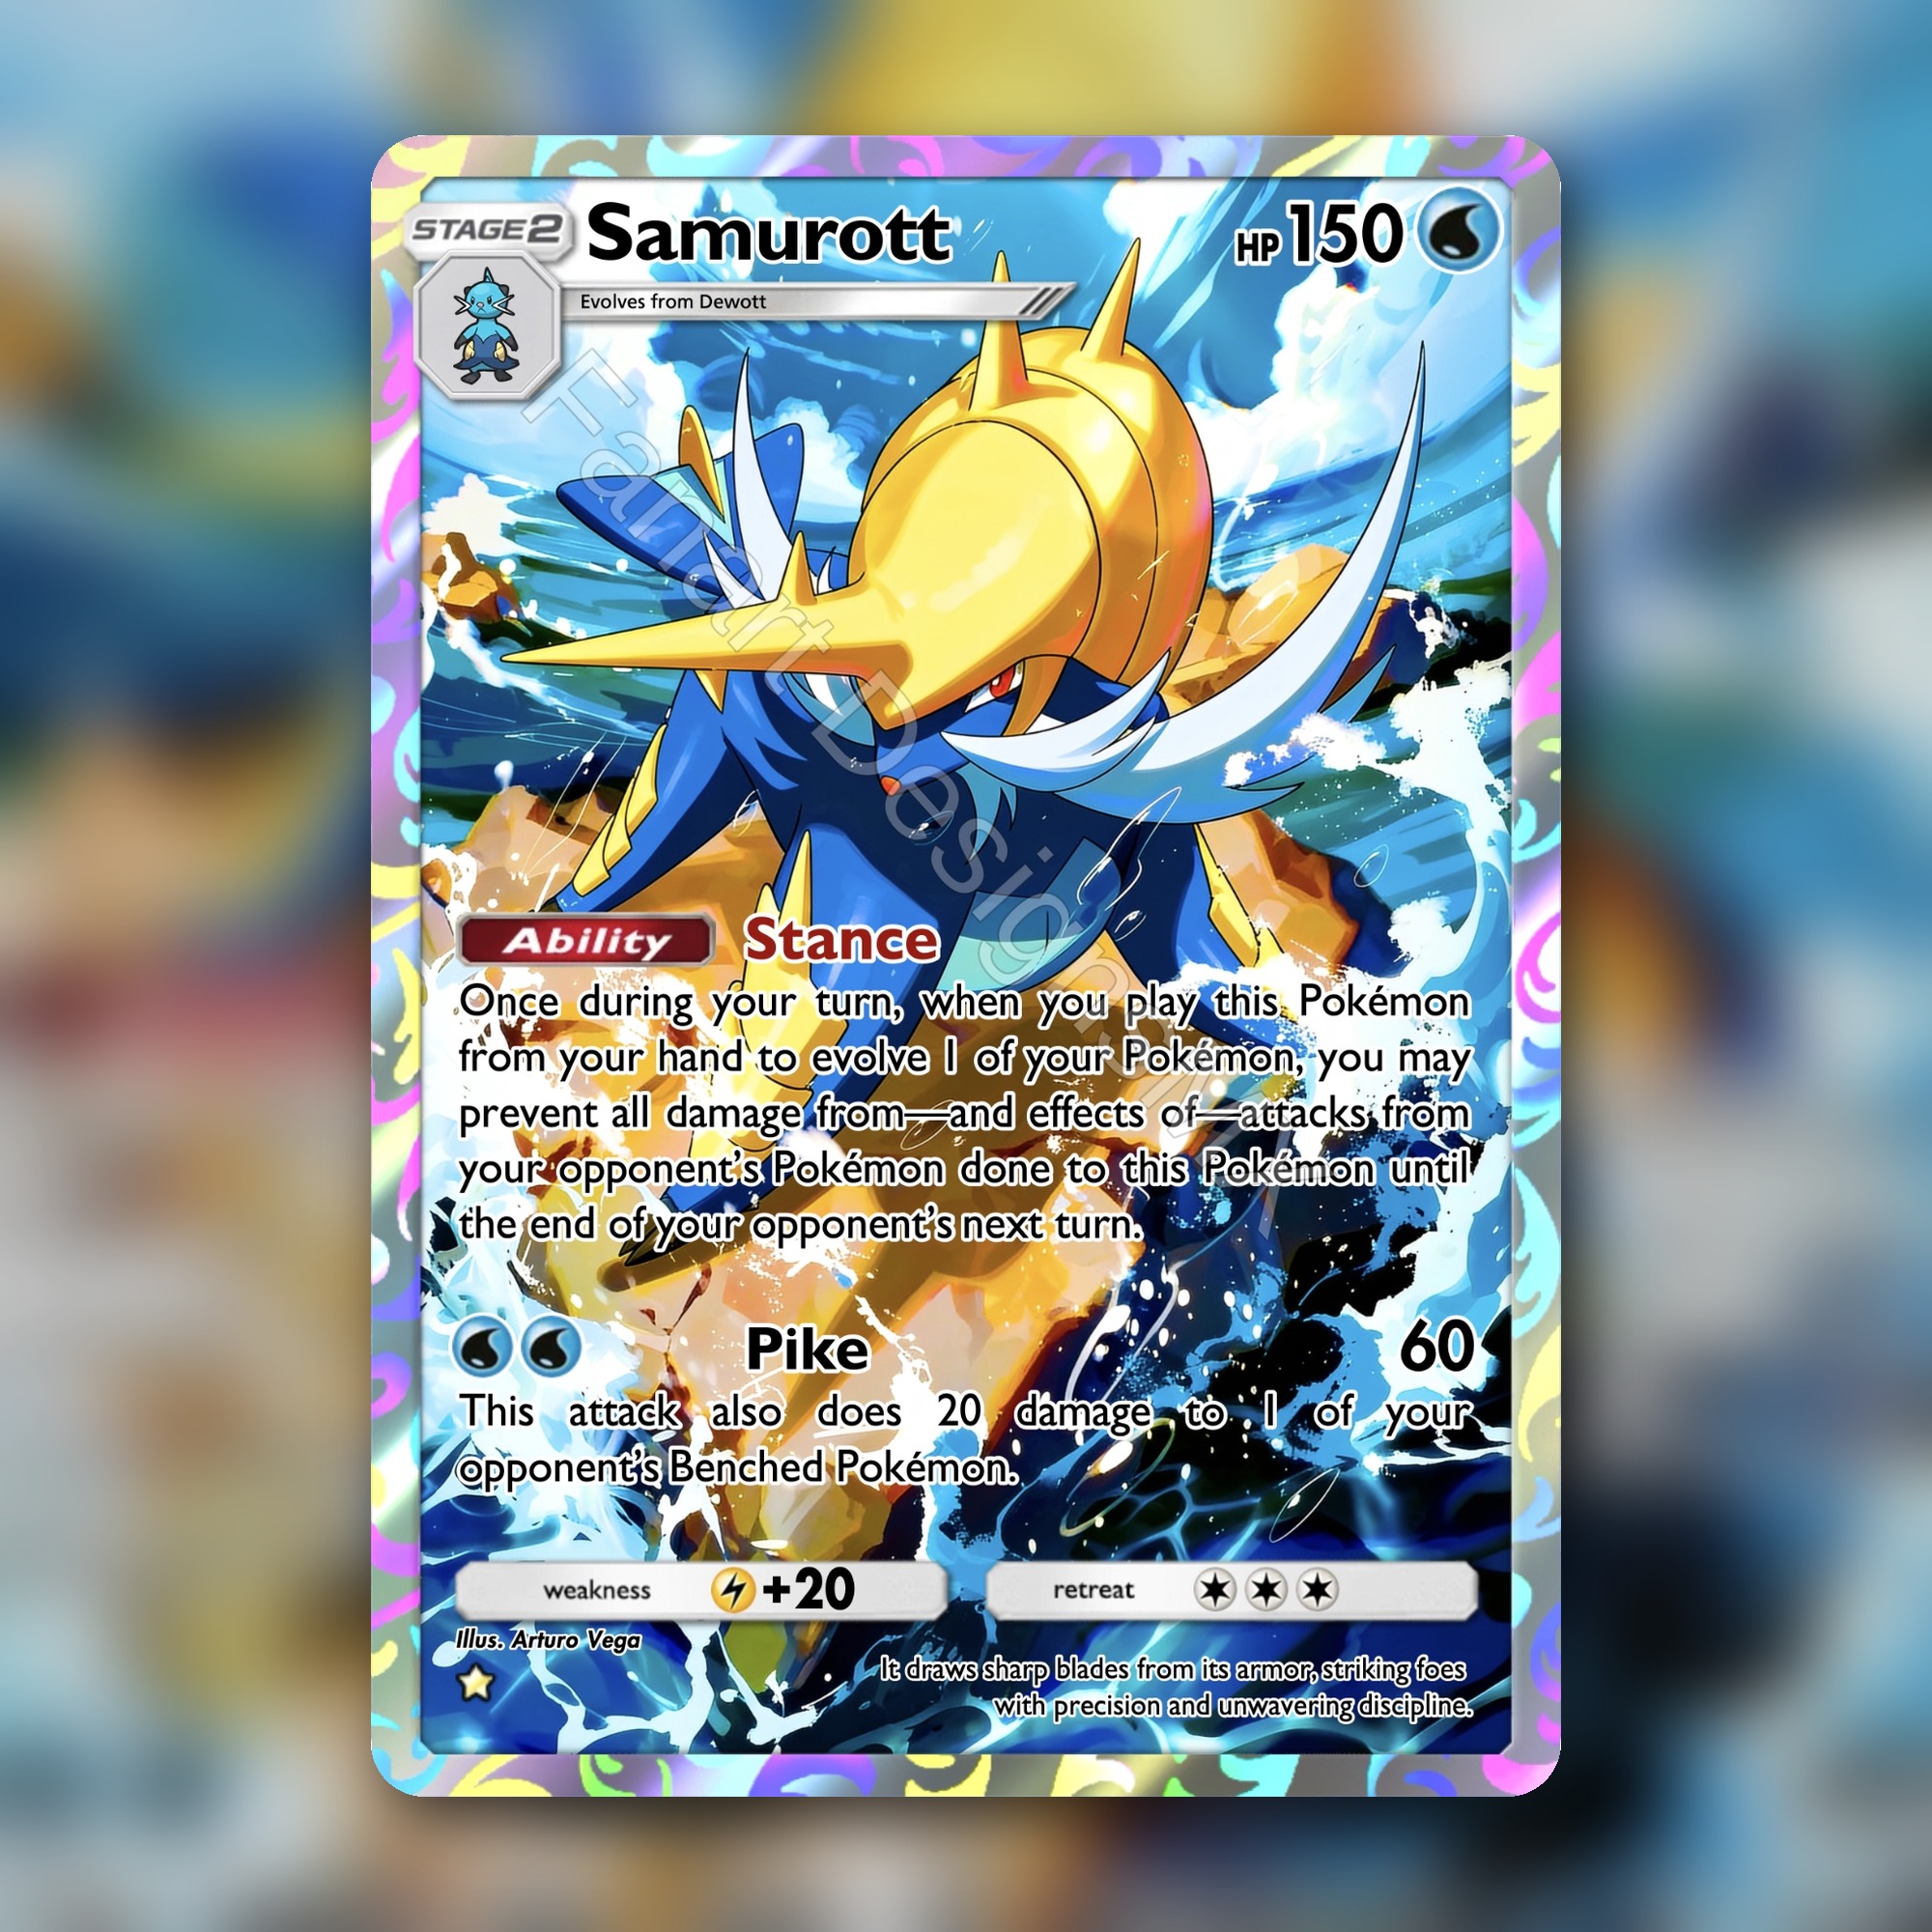 STAGE2
Samurott
HP 150
Evolves from Dewott
Fanart DesignsMX
Ability Stance
Once during your turn, when you play this Pokémon
from your hand to evolve 1 of your Pokémon, you may
prevent all damage from—and effects of—attacks from
your opponent's Pokémon done to this Pokémon until
the end of your opponent's next turn.
Pike 60
This attack also does 20 damage to 1 of your
opponent's Benched Pokémon.
weakness +20
retreat
Illus. Arturo Vega
It draws sharp blades from its armor, striking foes
with precision and unwavering discipline.